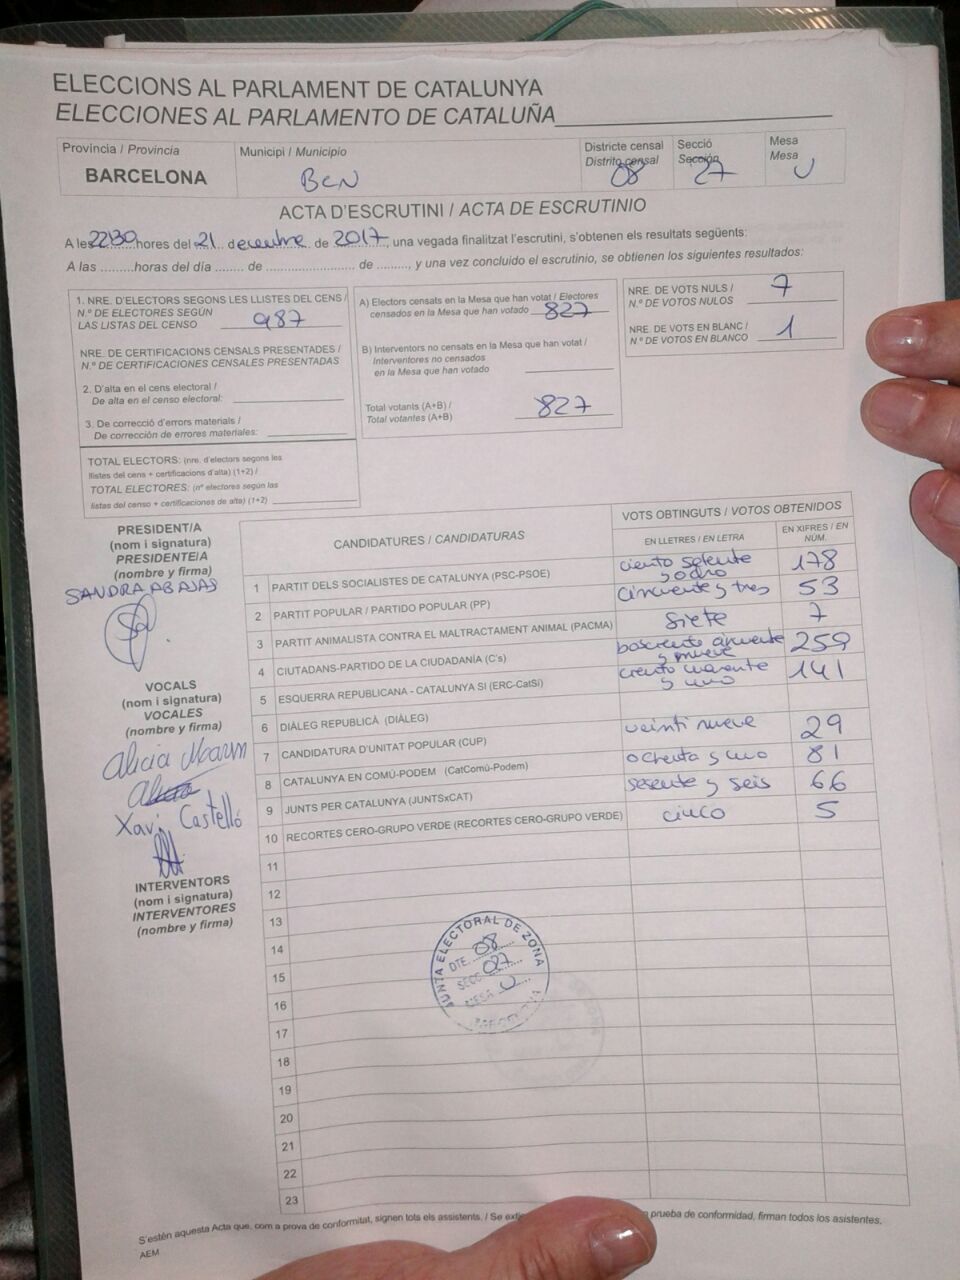 ELECCIONS AL PARLAMENT DE CATALUNYA
ELECCIONES AL PARLAMENTO DE CATALUÑA
Província / Provincia
BARCELONA
Municipi / Municipio
BCN
Districte censal
Distrito censal
08
Secció
Sección
27
Mesa
Mesa
U
ACTA D'ESCRUTINI / ACTA DE ESCRUTINIO
A les 22:30 hores del 21 decembre de 2017, una vegada finalitzat l'escrutini, s'obtenen els resultats següents:
A las .........horas del día ........ de ......................... de ........., y una vez concluido el escrutinio, se obtienen los siguientes resultados:
1. NRE. D'ELECTORS SEGONS LES LLISTES DEL CENS /
N.º DE ELECTORES SEGÚN
LAS LISTAS DEL CENSO 987
NRE. DE CERTIFICACIONS CENSALS PRESENTADES /
N.º DE CERTIFICACIONES CENSALES PRESENTADAS
2. D'alta en el cens electoral /
De alta en el censo electoral:
3. De correcció d'errors materials /
De corrección de errores materiales:
TOTAL ELECTORS: (nre. d'electors segons les
llistes del cens + certificacions d'alta) (1+2) /
TOTAL ELECTORES: (nº electores según las
listas del censo + certificaciones de alta) (1+2)
A) Electors censats en la Mesa que han votat / Electores
censados en la Mesa que han votado 827
B) Interventors no censats en la Mesa que han votat /
Interventores no censados
en la Mesa que han votado
Total votants (A+B) /
Total votantes (A+B) 827
NRE. DE VOTS NULS /
N.º DE VOTOS NULOS 7
NRE. DE VOTS EN BLANC /
N.º DE VOTOS EN BLANCO 1
PRESIDENT/A
(nom i signatura)
PRESIDENTE/A
(nombre y firma)
SANDRA ABAJAS
VOCALS
(nom i signatura)
VOCALES
(nombre y firma)
Alicia
Xavi Castelló
INTERVENTORS
(nom i signatura)
INTERVENTORES
(nombre y firma)
CANDIDATURES / CANDIDATURAS
VOTS OBTINGUTS / VOTOS OBTENIDOS
EN LLETRES / EN LETRA
EN XIFRES / EN NÚM.
1 PARTIT DELS SOCIALISTES DE CATALUNYA (PSC-PSOE) ciento setenta y ocho 178
2 PARTIT POPULAR / PARTIDO POPULAR (PP) cincuenta y tres 53
3 PARTIT ANIMALISTA CONTRA EL MALTRACTAMENT ANIMAL (PACMA) siete 7
4 CIUTADANS-PARTIDO DE LA CIUDADANÍA (C's) doscientos cincuenta y nueve 259
5 ESQUERRA REPUBLICANA - CATALUNYA SI (ERC-CatSí) ciento cuarenta y uno 141
6 DIÀLEG REPUBLICÀ (DIÀLEG)
7 CANDIDATURA D'UNITAT POPULAR (CUP) veinti nueve 29
8 CATALUNYA EN COMÚ-PODEM (CatComú-Podem) ochenta y uno 81
9 JUNTS PER CATALUNYA (JUNTSxCAT) sesenta y seis 66
10 RECORTES CERO-GRUPO VERDE (RECORTES CERO-GRUPO VERDE) cinco 5
11
12
13
14
15
16
17
18
19
20
21
22
23
JUNTA ELECTORAL DE ZONA
DTE. 08
SECC. 027
MESA U
BARCELONA
S'estén aquesta Acta que, com a prova de conformitat, signen tots els assistents. / Se exti prueba de conformidad, firman todos los asistentes.
AEM